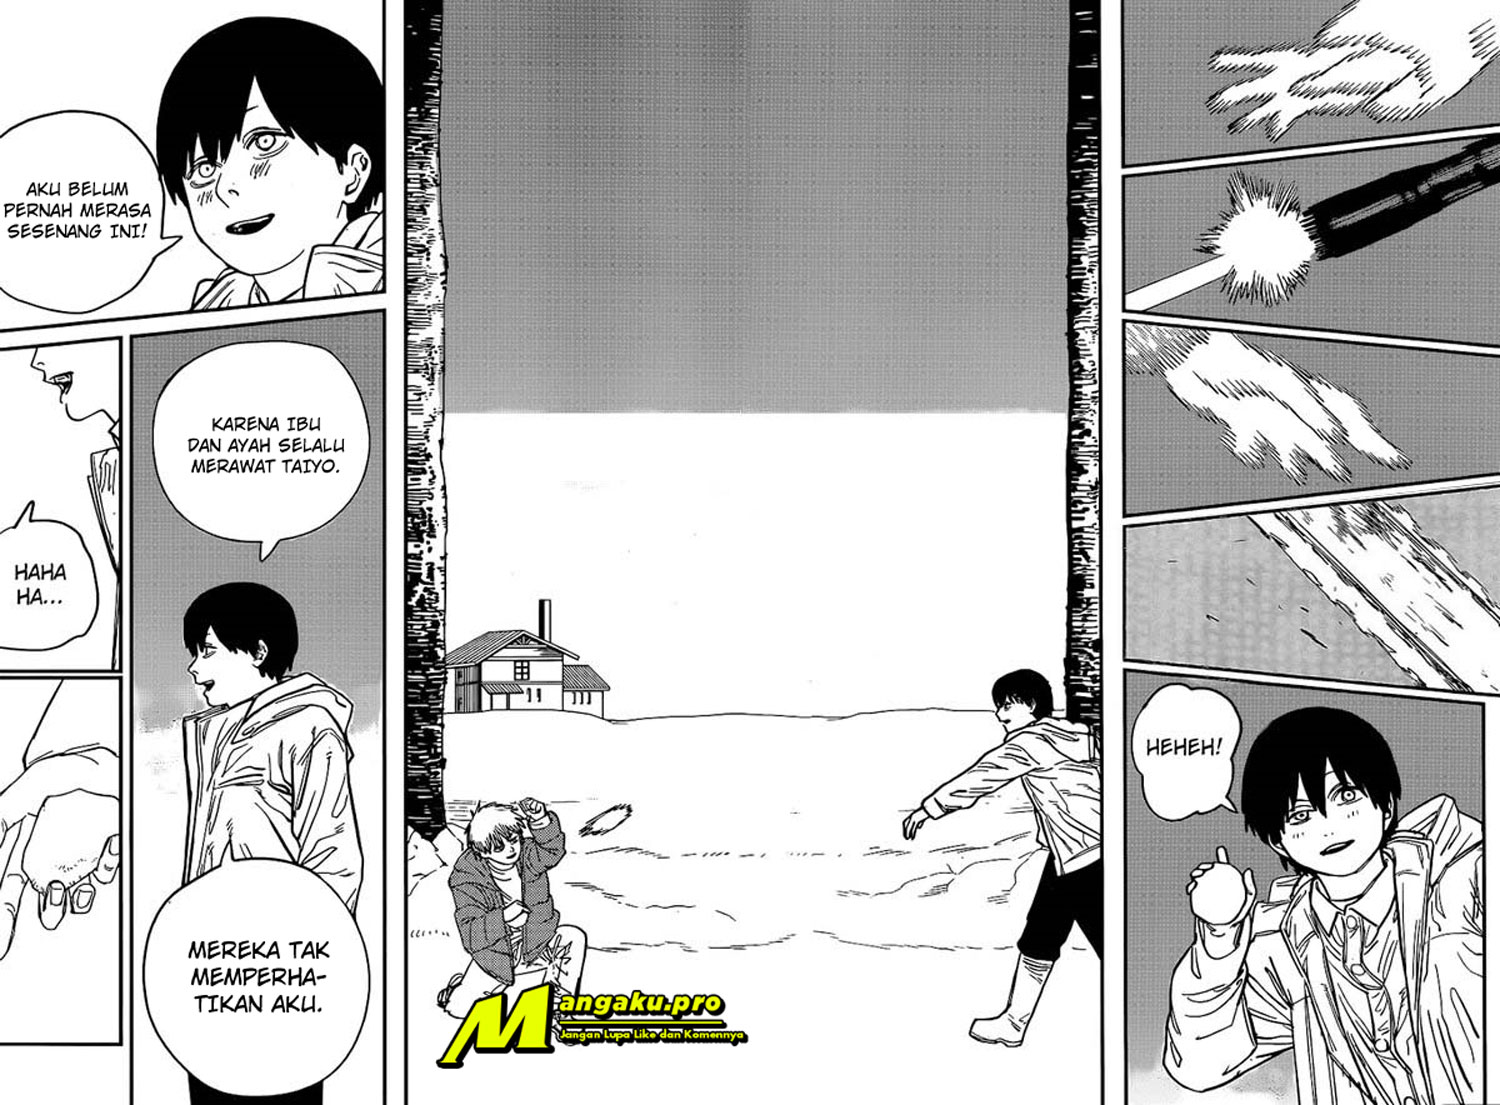 HEHEH!
AKU BELUM
PERNAH MERASA
SESENANG INI!
KARENA IBU
DAN AYAH SELALU
MERAWAT TAIYO.
MEREKA TAK
MEMPERHA-
TIKAN AKU.
HAHA
HA...
Mangaku.pro
Jangan Lupa Like dan Komennya